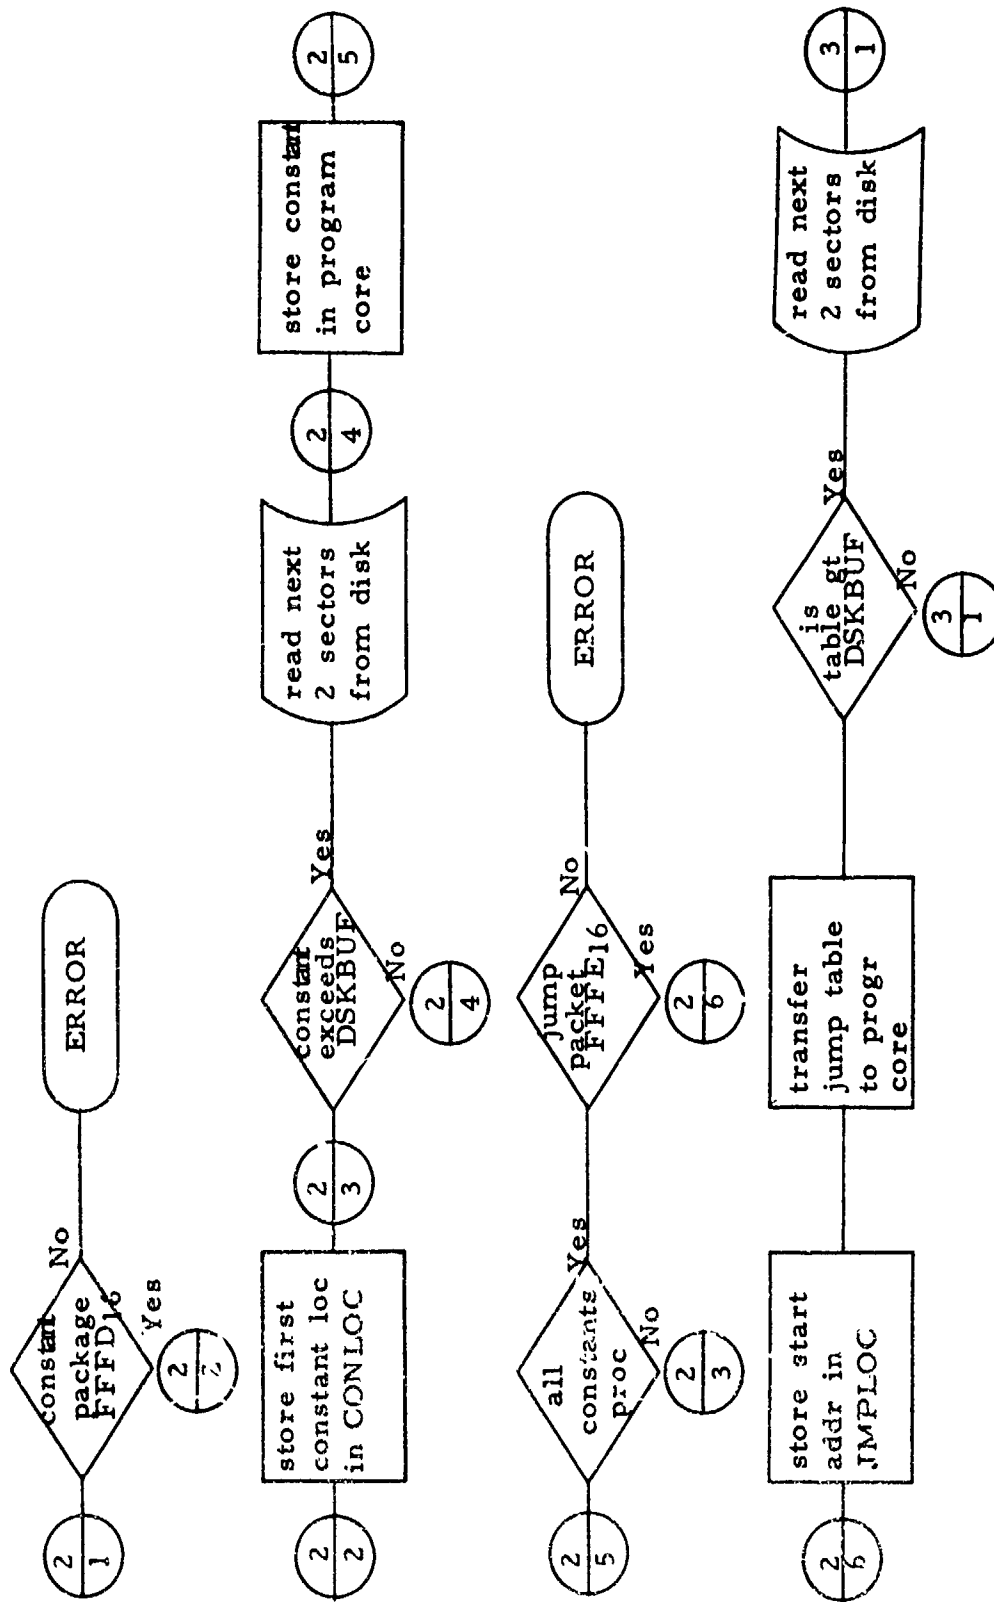 2
1
constant
package
FFFD16
No
Yes
ERROR
2
2
2
2
store first
constant loc
in CONLOC
2
3
constant
exceeds
DSKBUF
Yes
No
2
4
read next
2 sectors
from disk
2
4
store constant
in program
core
2
5
2
5
all
constants
proc
Yes
No
2
3
jump
packet
FFFE16
No
Yes
2
6
ERROR
2
6
store start
addr in
JMPLOC
transfer
jump table
to progr
core
is
table gt
DSKBUF
Yes
No
3
1
read next
2 sectors
from disk
3
1